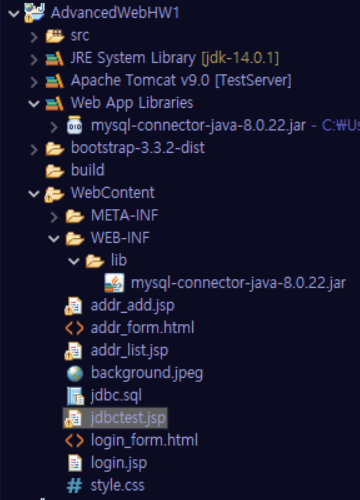 AdvancedWebHW1
src
JRE System Library [jdk-14.0.1]
Apache Tomcat v9.0 [TestServer]
Web App Libraries
mysql-connector-java-8.0.22.jar - C:₩Us
bootstrap-3.3.2-dist
build
WebContent
META-INF
WEB-INF
lib
mysql-connector-java-8.0.22.jar
addr_add.jsp
addr_form.html
addr_list.jsp
background.jpeg
jdbc.sql
jdbctest.jsp
login_form.html
login.jsp
style.css